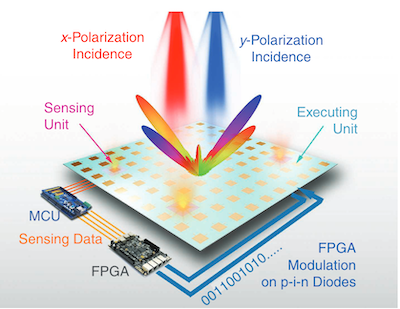 x-Polarization
Incidence
y-Polarization
Incidence
Sensing
Unit
Executing
Unit
MCU
Sensing Data
FPGA
FPGA
Modulation
on p-i-n Diodes
0011001010.....